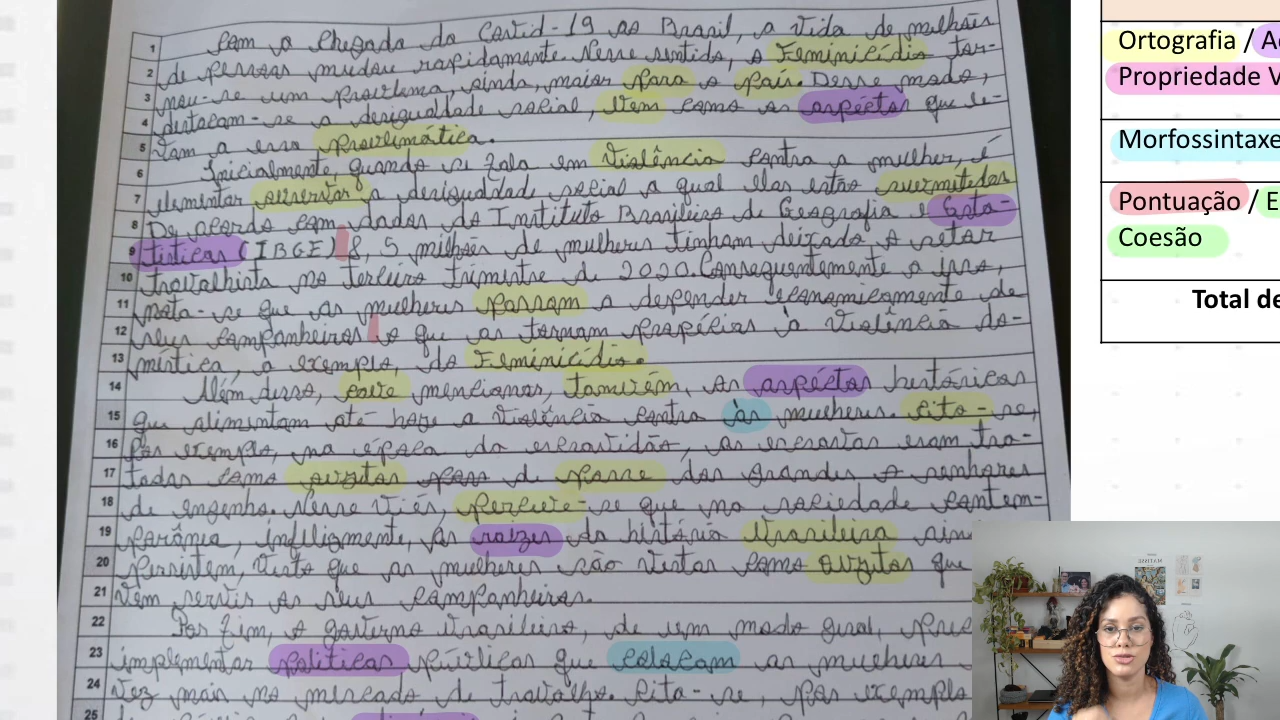 1 Com a chegada da Covid-19 ao Brasil, a vida de milhões
2 de pessoas mudou rapidamente. Nesse sentido, o Feminicídio tor-
3 nou-se um problema, ainda, maior para o país. Desse modo,
4 destacam-se a desigualdade social, bem como os aspéctos que le-
5 vam a essa problemática.
6 Inicialmente, quando se fala em violência contra a mulher, é
7 elementar observar a desigualdade social a qual elas estão submetidas
8 De acordo com dados do Instituto Brasileiro de Geografia e Esta-
9 tisticas (IBGE) 8,5 milhões de mulheres tinham deixado o setor
10 trabalhista no terceiro trimestre de 2020. Consequentemente a isso,
11 nota-se que as mulheres passam a depender economicamente de
12 seus companheiros o que as tornam propícias à violência do-
13 méstica, a exemplo, do Feminicídio.
14 Além disso, cabe mencionar, também, os aspéctos históricos
15 que alimentam até hoje a violência contra às mulheres. Cita-se,
16 por exemplo, na época da escravidão, as escravas eram tra-
17 tadas como objetos de posse dos grandes senhores
18 de engenho. Nesse viés, percebe-se que na sociedade contem-
19 porânea, infelizmente, as raizes da história brasileira ain
20 persistem, visto que as mulheres são vistas como objetos que
21 vem servir os seus companheiros.
22 Por fim, o governo brasileiro, de um modo geral,
23 implementar politicas públicas que colocam as mulheres
24 vez mais no mercado de trabalho. Cita-se, por exemplo
25
Ortografia / Ac
Propriedade V
Morfossintaxe
Pontuação / E
Coesão
Total de